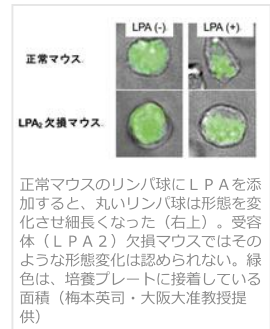 LPA (-) LPA (+)
正常マウス
LPA₂欠損マウス
正常マウスのリンパ球にＬＰＡを添
加すると、丸いリンパ球は形態を変
化させ細長くなった（右上）。受容
体（ＬＰＡ２）欠損マウスではその
ような形態変化は認められない。緑
色は、培養プレートに接着している
面積（梅本英司・大阪大准教授提
供）